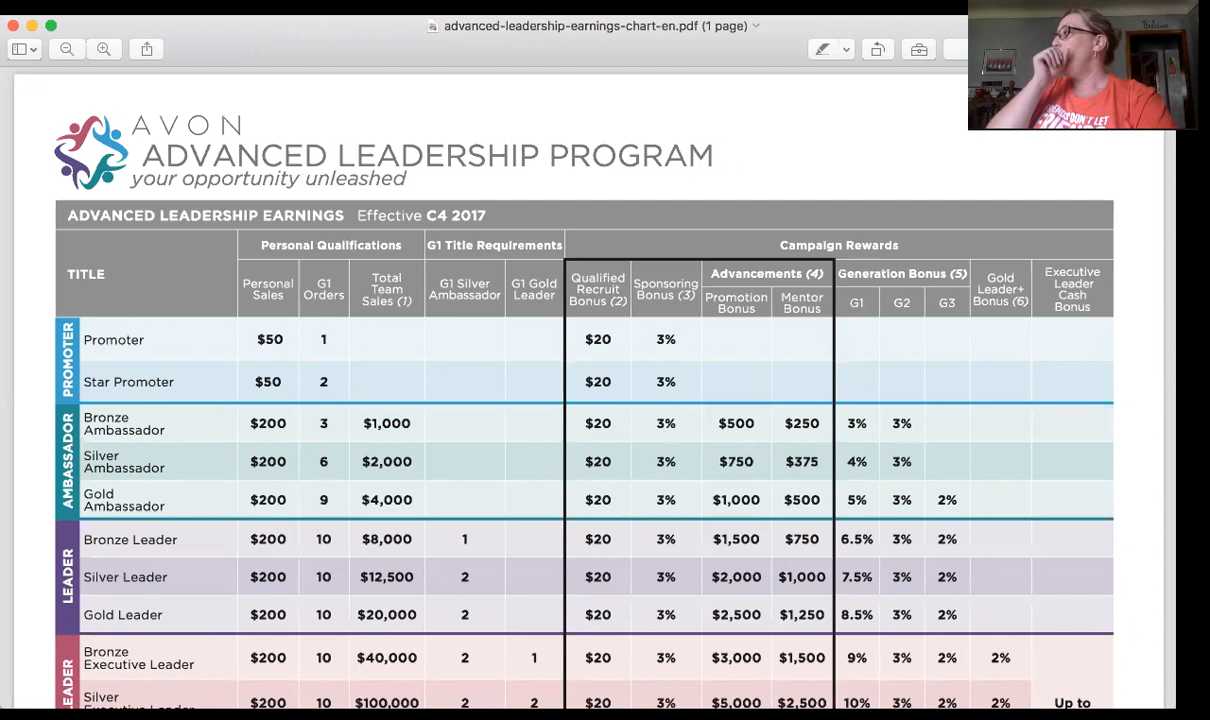 advanced-leadership-earnings-chart-en.pdf (1 page)
AVON
ADVANCED LEADERSHIP PROGRAM
your opportunity unleashed
ADVANCED LEADERSHIP EARNINGS Effective C4 2017
TITLE
Personal Qualifications G1 Title Requirements Campaign Rewards
Personal Sales G1 Orders Total Team Sales (1) G1 Silver Ambassador G1 Gold Leader Qualified Recruit Bonus (2) Sponsoring Bonus (3) Advancements (4) Promotion Bonus Mentor Bonus Generation Bonus (5) G1 G2 G3 Gold Leader+ Bonus (6) Executive Leader Cash Bonus
PROMOTER
Promoter $50 1 $20 3%
Star Promoter $50 2 $20 3%
AMBASSADOR
Bronze Ambassador $200 3 $1,000 $20 3% $500 $250 3% 3%
Silver Ambassador $200 6 $2,000 $20 3% $750 $375 4% 3%
Gold Ambassador $200 9 $4,000 $20 3% $1,000 $500 5% 3% 2%
LEADER
Bronze Leader $200 10 $8,000 1 $20 3% $1,500 $750 6.5% 3% 2%
Silver Leader $200 10 $12,500 2 $20 3% $2,000 $1,000 7.5% 3% 2%
Gold Leader $200 10 $20,000 2 $20 3% $2,500 $1,250 8.5% 3% 2%
EADER
Bronze Executive Leader $200 10 $40,000 2 1 $20 3% $3,000 $1,500 9% 3% 2% 2%
Silver Executive Leader $200 10 $100,000 2 2 $20 3% $5,000 $2,500 10% 3% 2% 2% Up to
DON'T LET